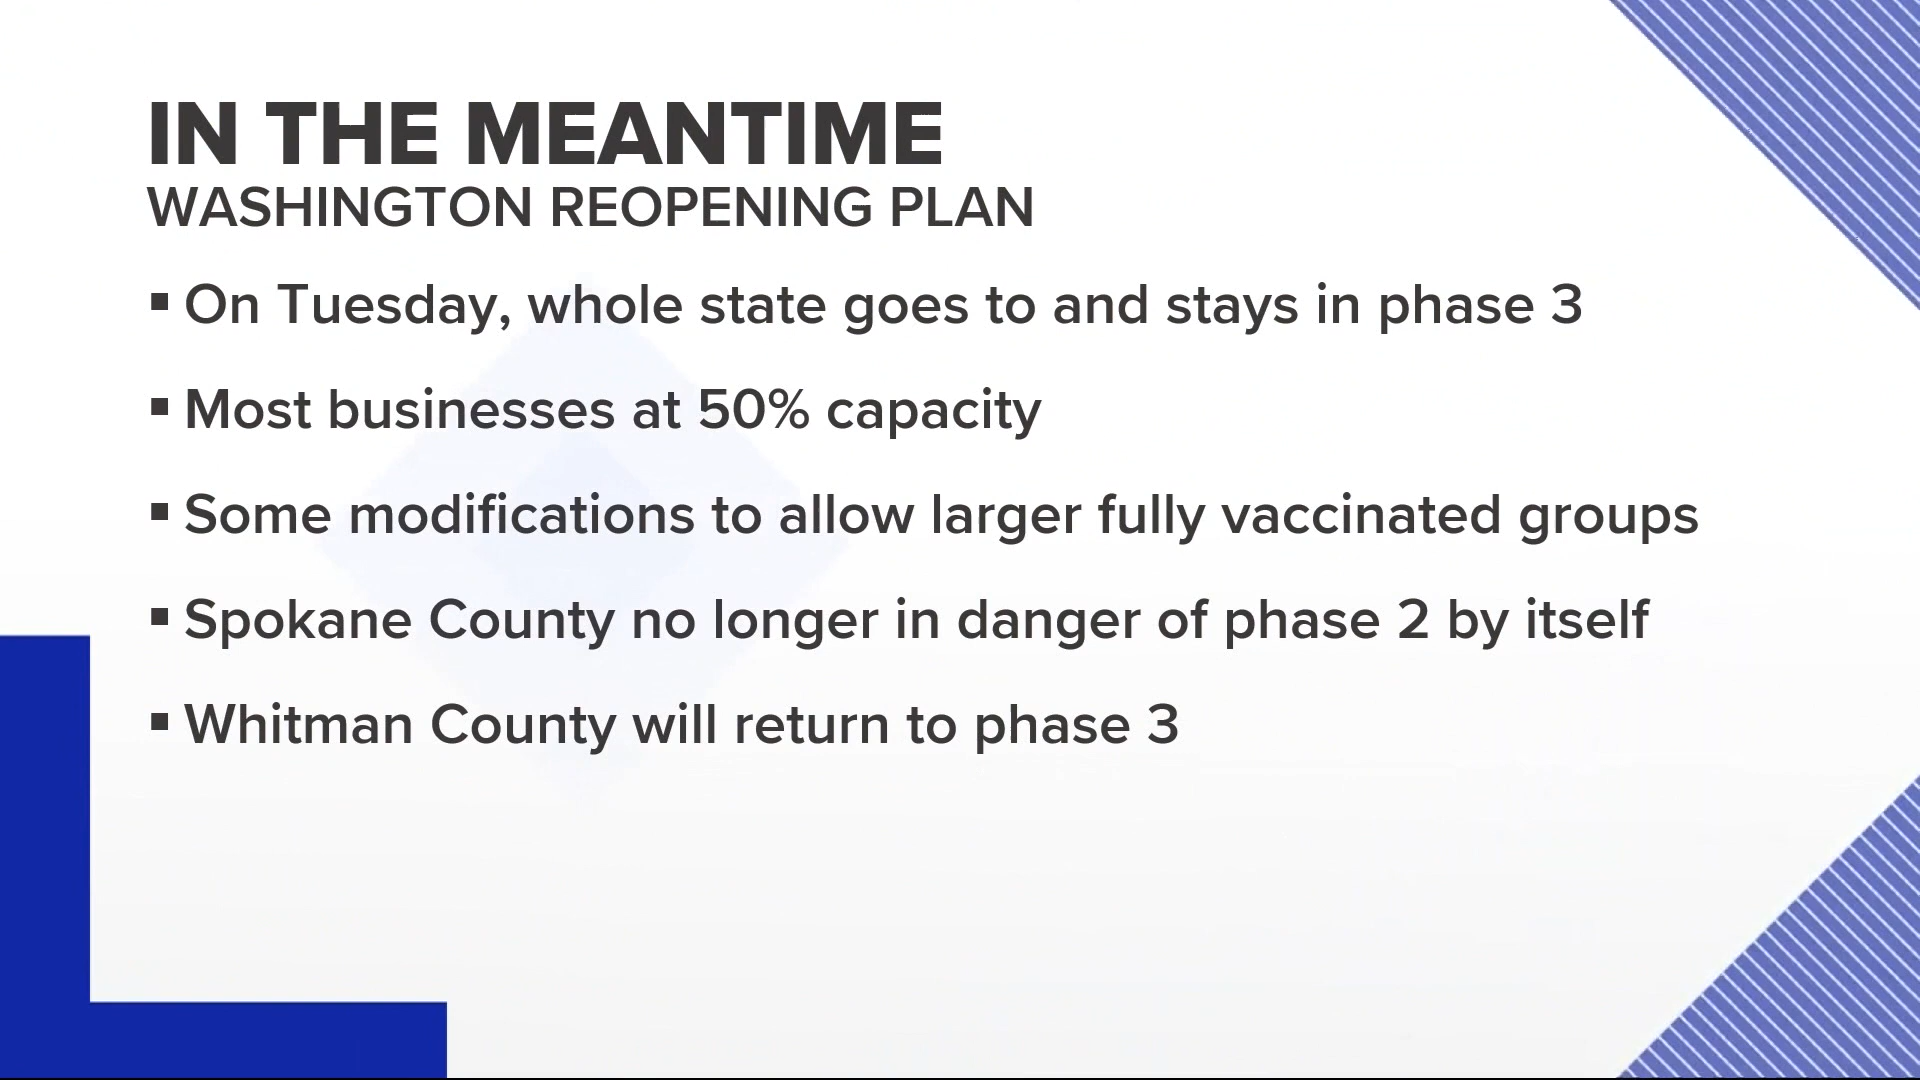 IN THE MEANTIME
WASHINGTON REOPENING PLAN
▪ On Tuesday, whole state goes to and stays in phase 3
▪ Most businesses at 50% capacity
▪ Some modifications to allow larger fully vaccinated groups
▪ Spokane County no longer in danger of phase 2 by itself
▪ Whitman County will return to phase 3